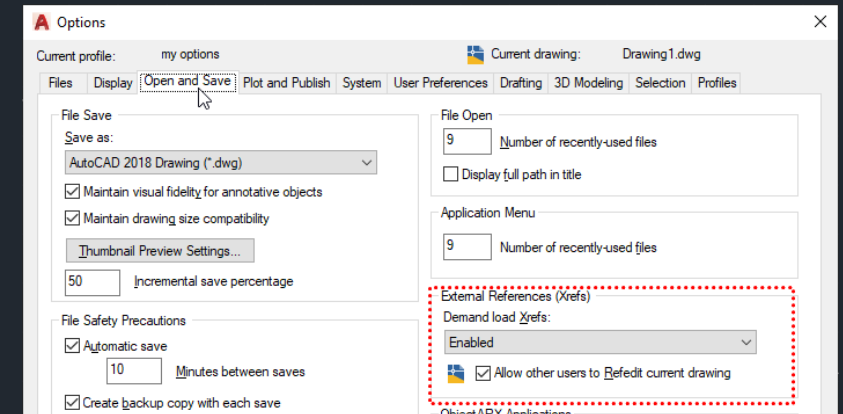 A Options
Current profile: my options Current drawing: Drawing1.dwg
Files Display Open and Save Plot and Publish System User Preferences Drafting 3D Modeling Selection Profiles
File Save
Save as:
AutoCAD 2018 Drawing (*.dwg)
Maintain visual fidelity for annotative objects
Maintain drawing size compatibility
Thumbnail Preview Settings...
50 Incremental save percentage
File Safety Precautions
Automatic save
10 Minutes between saves
Create backup copy with each save
File Open
9 Number of recently-used files
Display full path in title
Application Menu
9 Number of recently-used files
External References (Xrefs)
Demand load Xrefs:
Enabled
Allow other users to Refedit current drawing
ObjectARX Applications